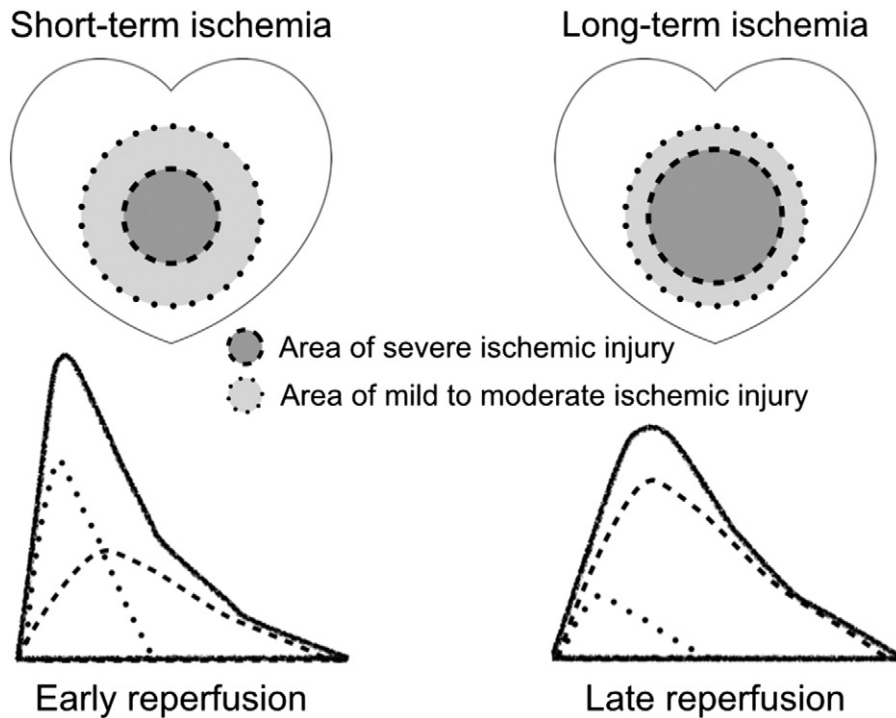 Short-term ischemia
Long-term ischemia
Area of severe ischemic injury
Area of mild to moderate ischemic injury
Early reperfusion
Late reperfusion